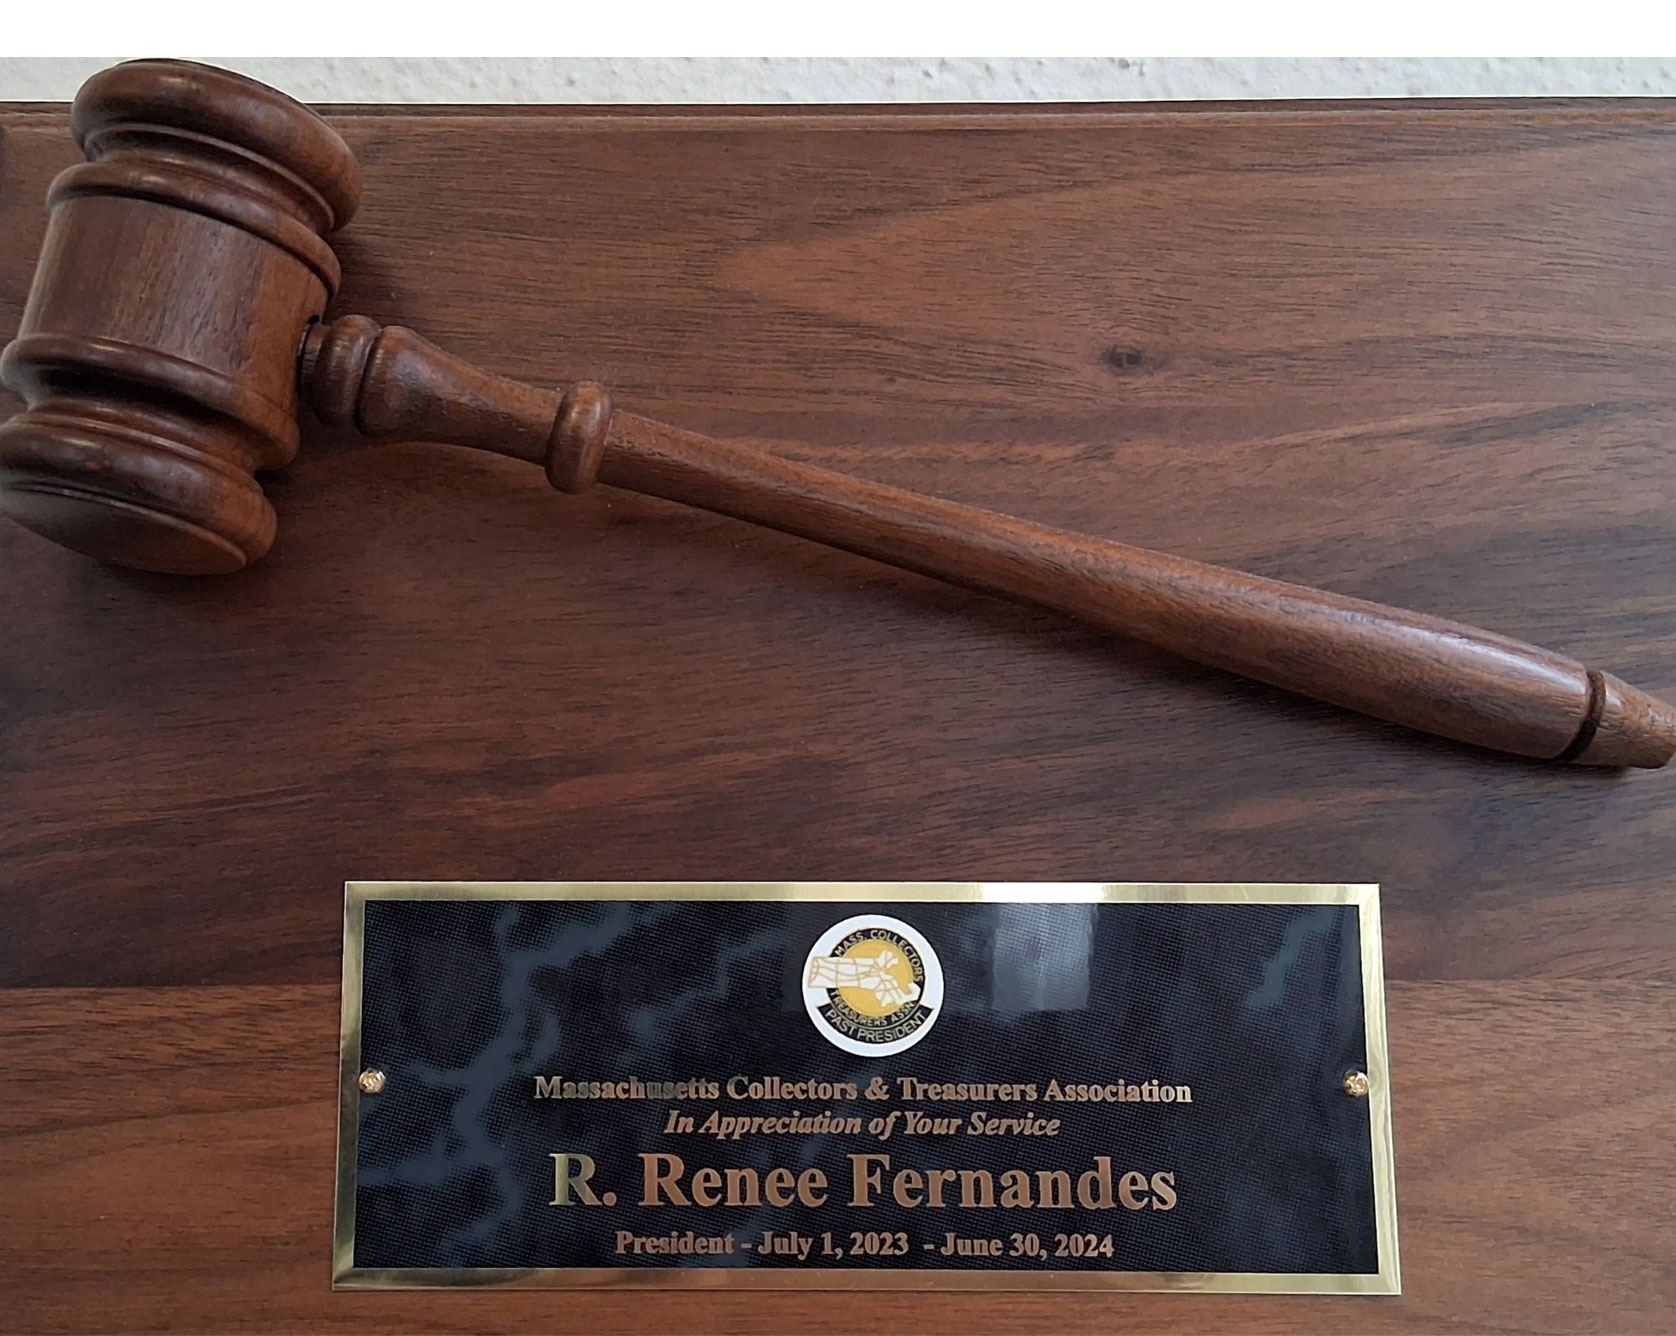 MASS. COLLECTORS
TREASURERS ASSN.
PAST PRESIDENT
Massachusetts Collectors & Treasurers Association
In Appreciation of Your Service
R. Renee Fernandes
President - July 1, 2023 - June 30, 2024